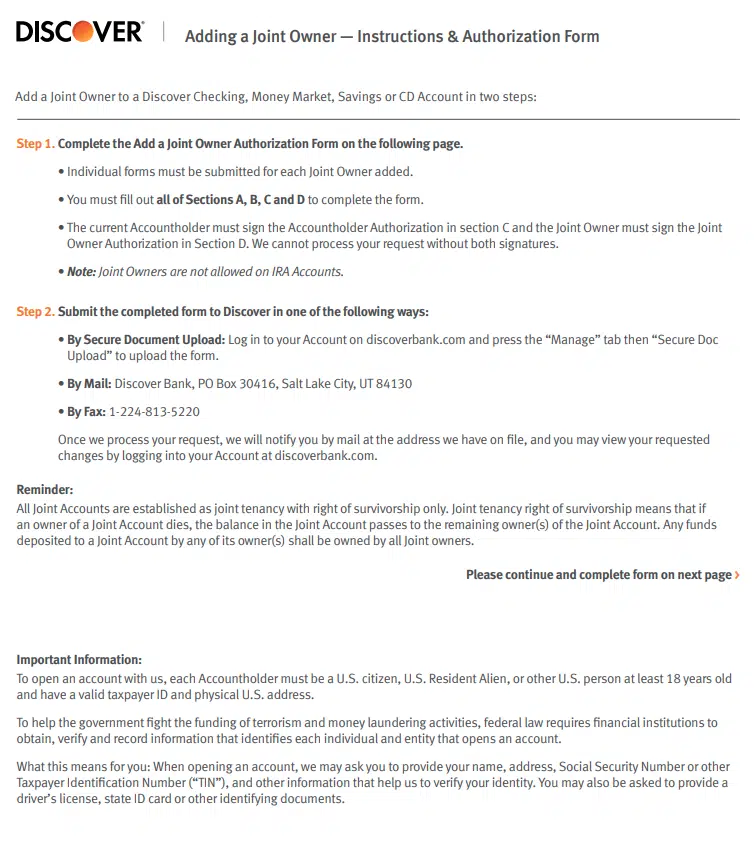 DISCOVER
Adding a Joint Owner — Instructions & Authorization Form
Add a Joint Owner to a Discover Checking, Money Market, Savings or CD Account in two steps:
Step 1. Complete the Add a Joint Owner Authorization Form on the following page.
• Individual forms must be submitted for each Joint Owner added.
• You must fill out all of Sections A, B, C and D to complete the form.
• The current Accountholder must sign the Accountholder Authorization in section C and the Joint Owner must sign the Joint
Owner Authorization in Section D. We cannot process your request without both signatures.
• Note: Joint Owners are not allowed on IRA Accounts.
Step 2. Submit the completed form to Discover in one of the following ways:
• By Secure Document Upload: Log in to your Account on discoverbank.com and press the “Manage” tab then “Secure Doc
Upload” to upload the form.
• By Mail: Discover Bank, PO Box 30416, Salt Lake City, UT 84130
• By Fax: 1-224-813-5220
Once we process your request, we will notify you by mail at the address we have on file, and you may view your requested
changes by logging into your Account at discoverbank.com.
Reminder:
All Joint Accounts are established as joint tenancy with right of survivorship only. Joint tenancy right of survivorship means that if
an owner of a Joint Account dies, the balance in the Joint Account passes to the remaining owner(s) of the Joint Account. Any funds
deposited to a Joint Account by any of its owner(s) shall be owned by all Joint owners.
Please continue and complete form on next page ›
Important Information:
To open an account with us, each Accountholder must be a U.S. citizen, U.S. Resident Alien, or other U.S. person at least 18 years old
and have a valid taxpayer ID and physical U.S. address.
To help the government fight the funding of terrorism and money laundering activities, federal law requires financial institutions to
obtain, verify and record information that identifies each individual and entity that opens an account.
What this means for you: When opening an account, we may ask you to provide your name, address, Social Security Number or other
Taxpayer Identification Number (“TIN”), and other information that help us to verify your identity. You may also be asked to provide a
driver’s license, state ID card or other identifying documents.